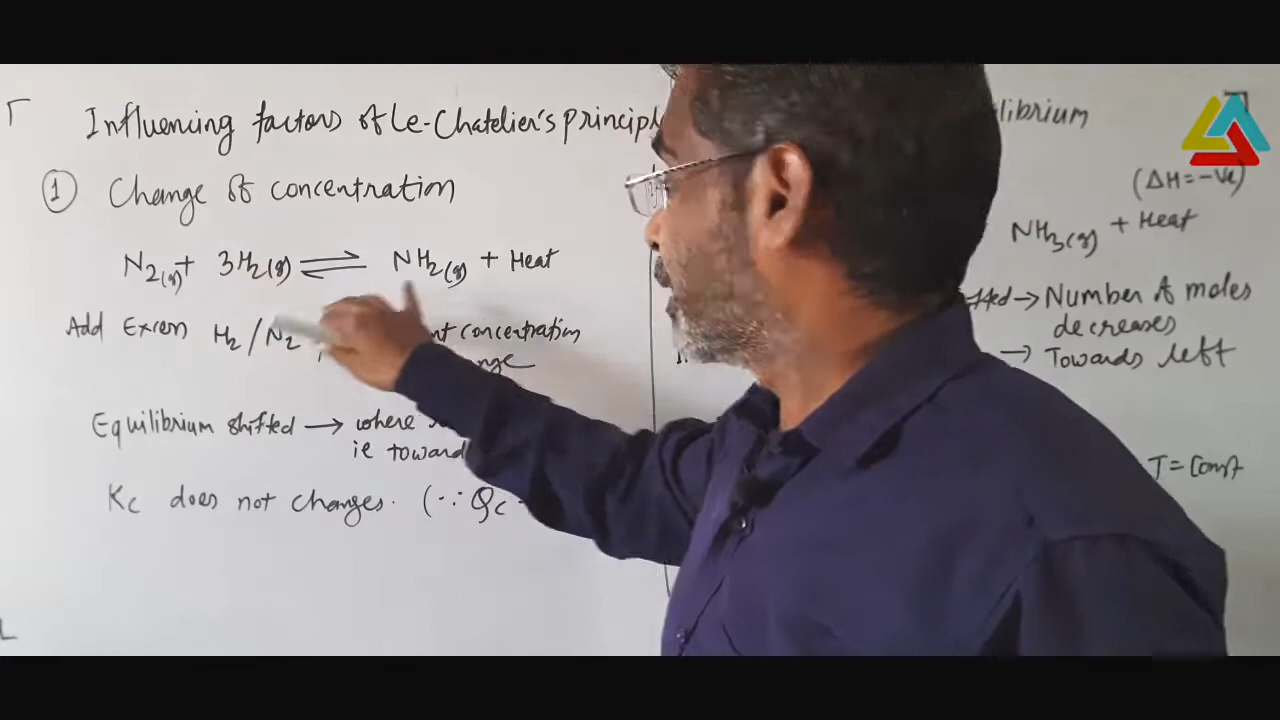 Influencing factors of Le-Chatelier's principl
① Change of concentration
N2(g)+ 3H2(g) ⇌ NH2(g) + Heat
Add Excess H2/N2 concentration
Equilibrium shifted → where
ie toward
Kc does not changes. (∵ Qc
librium
(ΔH = -Ve)
NH3(g) + Heat
→ Number of moles
decreases
→ Towards left
T = Const